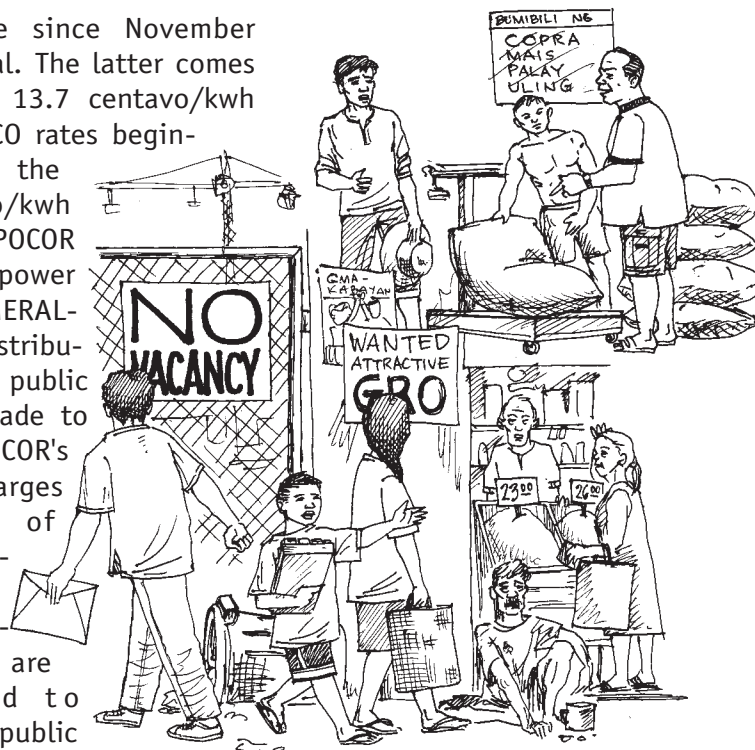 e since November
al. The latter comes
13.7 centavo/kwh
CO rates begin-
the
o/kwh
POCOR
power
MERAL-
stribu-
public
ade to
COR's
arges
of
-
-
are
d to
public
BUMIBILI NG
COPRA
MAIS
PALAY
ULING
NO
VACANCY
GMA-
KABAYAN
WANTED
ATTRACTIVE
GRO
23.00
26.00